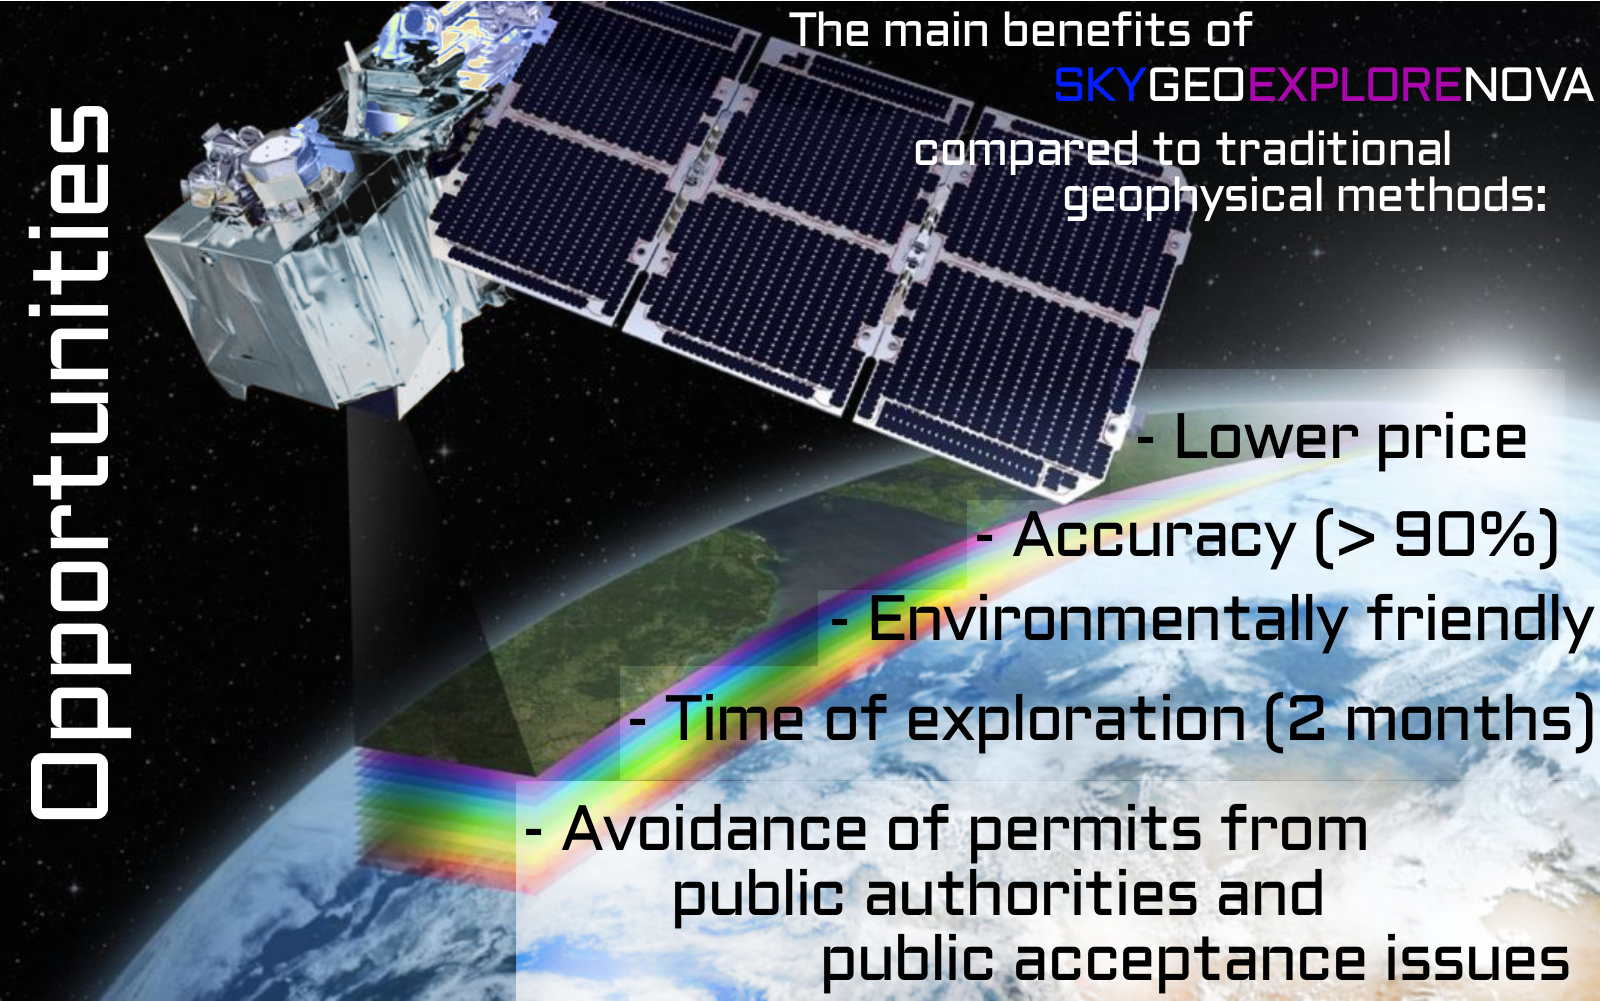 Opportunities
The main benefits of
SKYGEOEXPLORENOVA
compared to traditional
geophysical methods:
- Lower price
- Accuracy (> 90%)
- Environmentally friendly
- Time of exploration (2 months)
- Avoidance of permits from
public authorities and
public acceptance issues